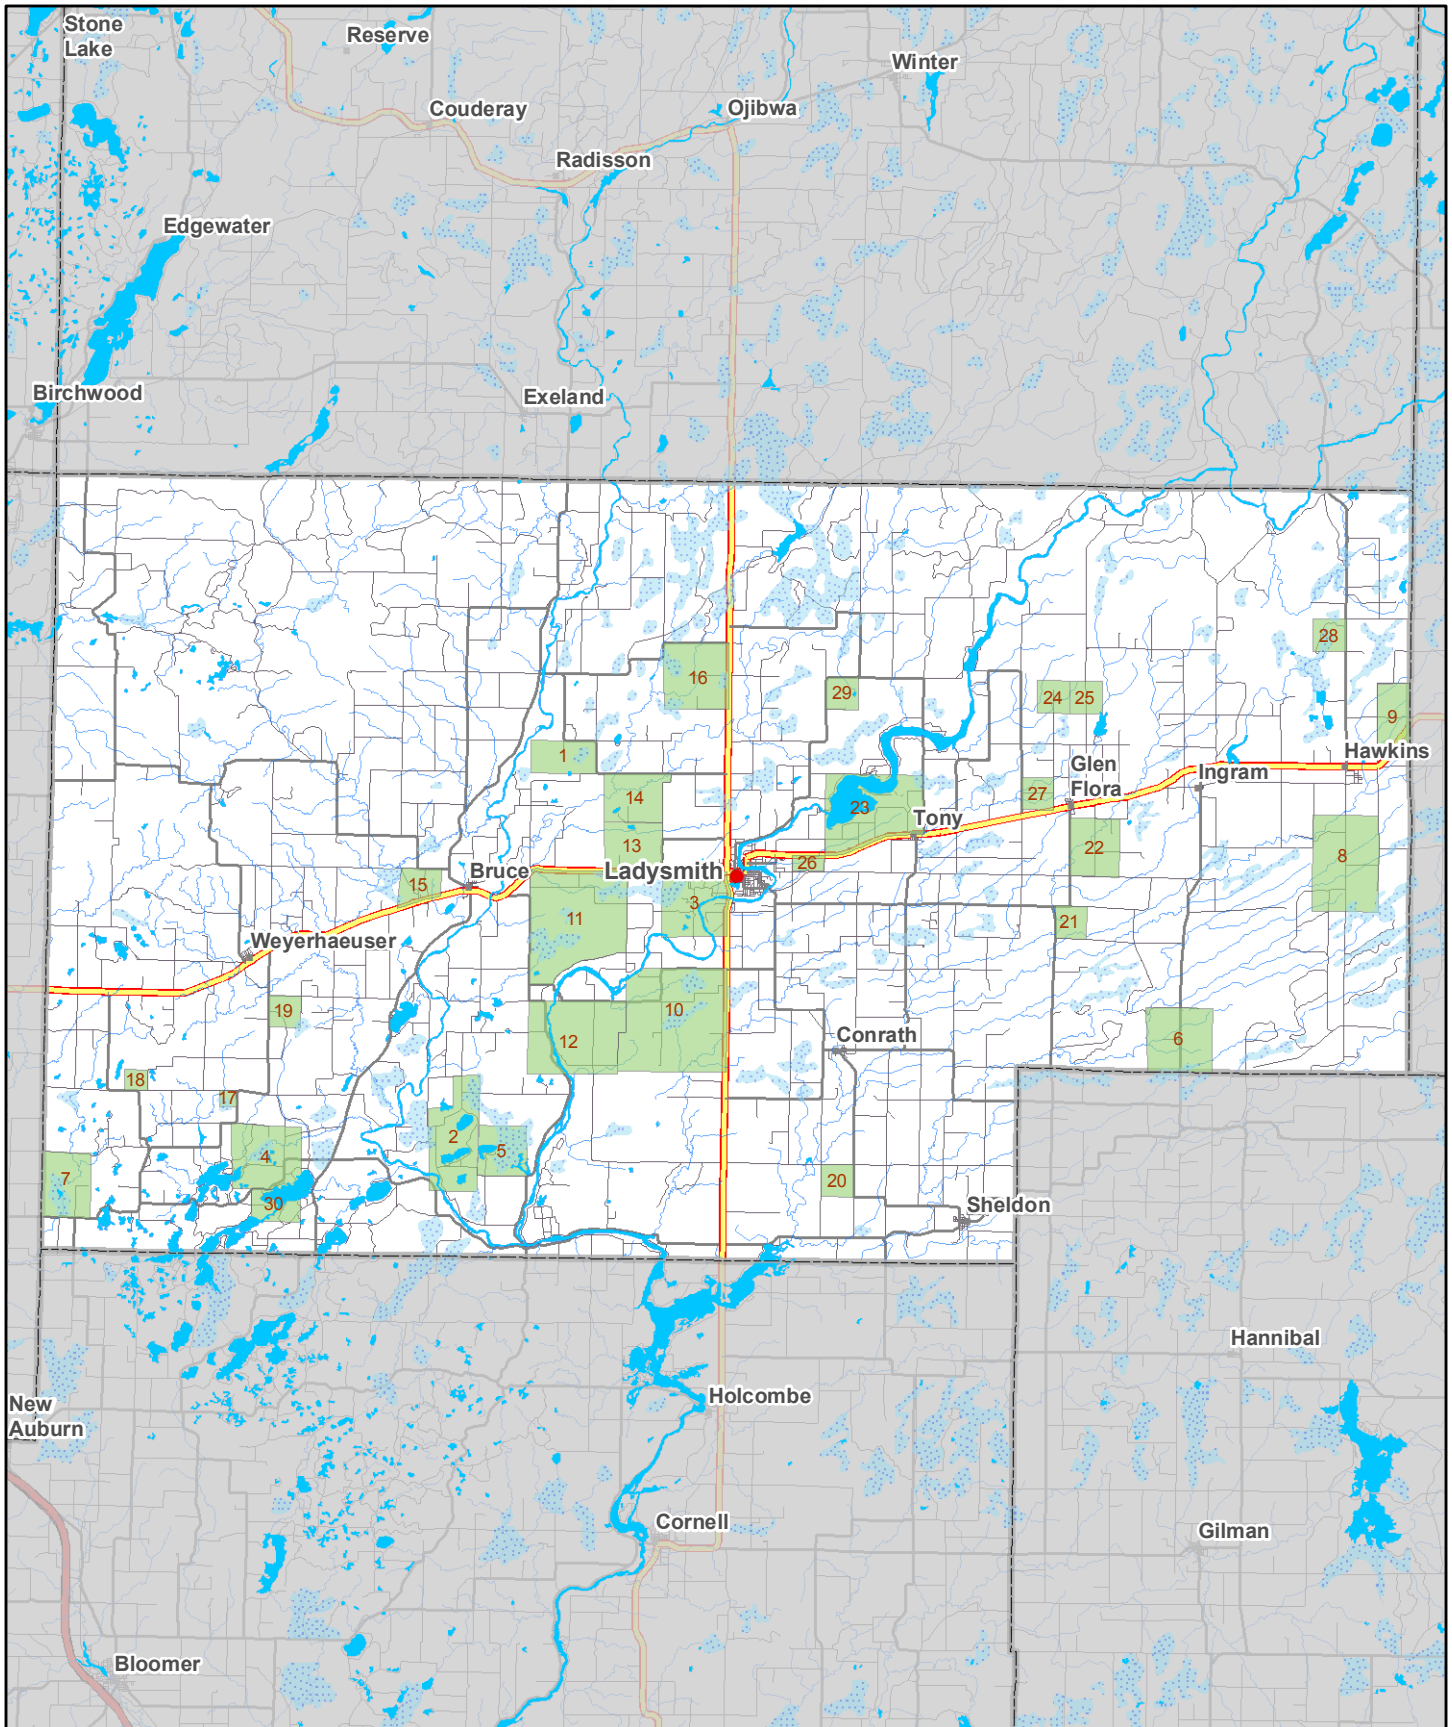 Stone
Lake
Reserve
Winter
Couderay
Ojibwa
Radisson
Edgewater
Birchwood
Exeland
28
16
29
24
25
9
1
Hawkins
Glen
Flora
Ingram
14
27
23
Tony
13
22
8
26
Bruce
Ladysmith
15
3
11
21
Weyerhaeuser
19
10
12
Conrath
6
18
17
2
5
4
7
20
30
Sheldon
Hannibal
New
Auburn
Holcombe
Cornell
Gilman
Bloomer